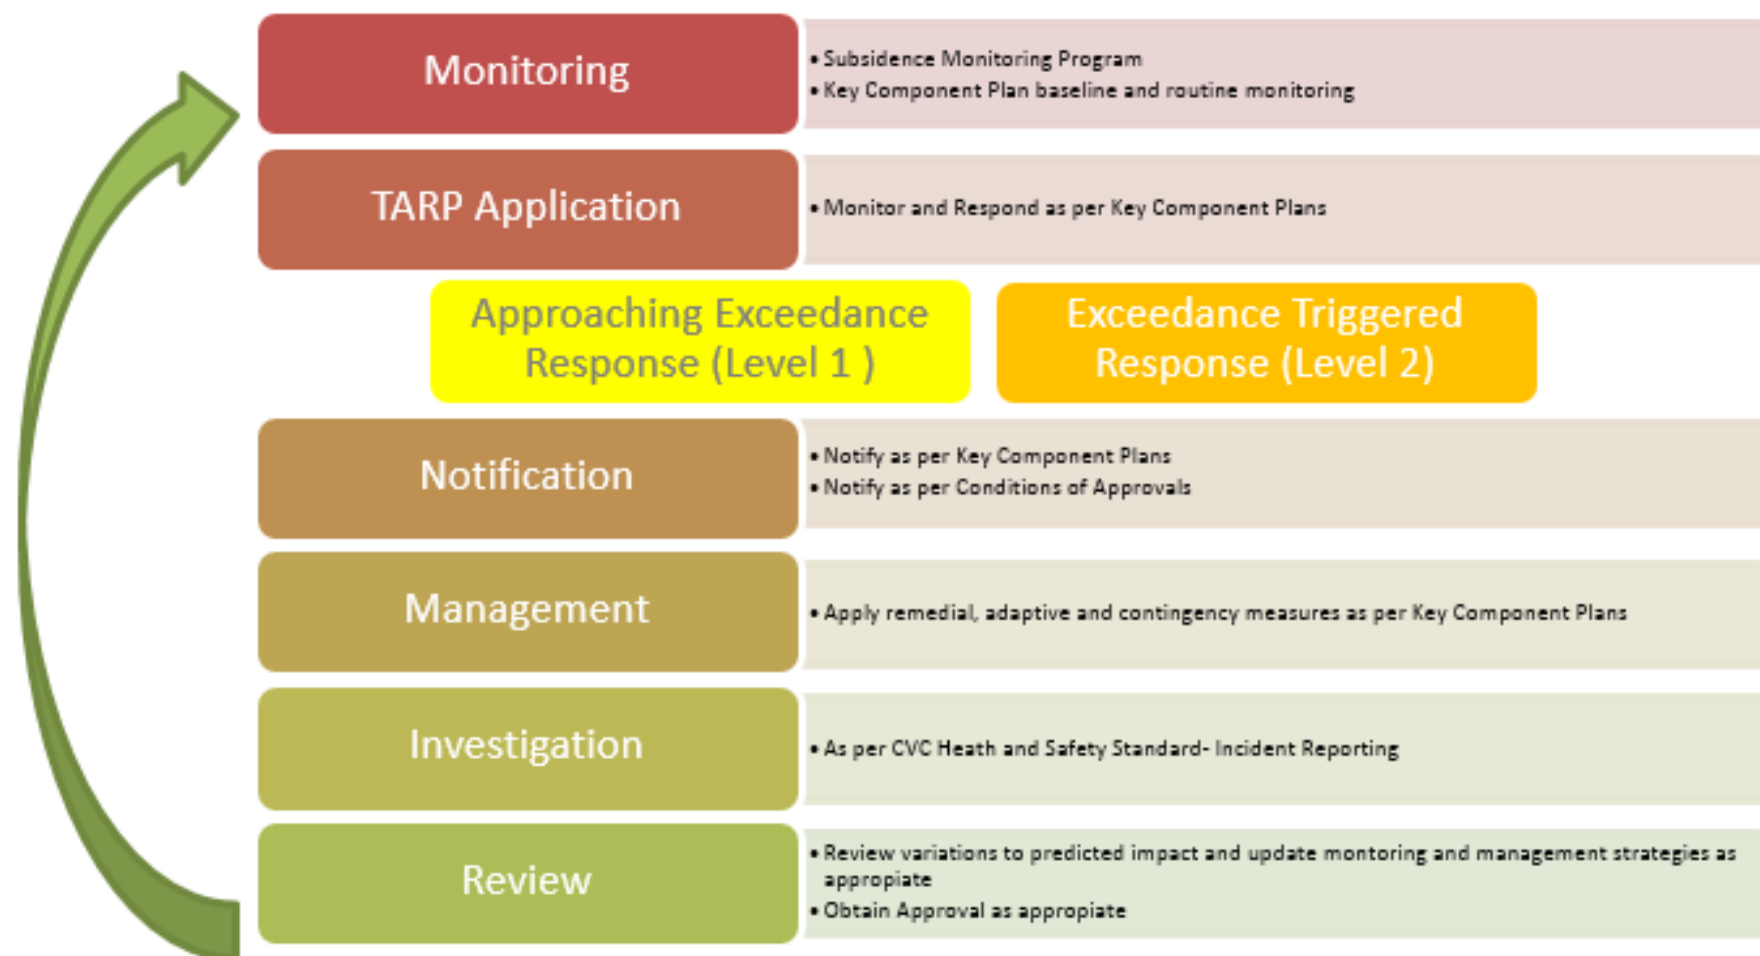 Monitoring
• Subsidence Monitoring Program
• Key Component Plan baseline and routine monitoring
TARP Application
• Monitor and Respond as per Key Component Plans
Approaching Exceedance
Response (Level 1 )
Exceedance Triggered
Response (Level 2)
Notification
• Notify as per Key Component Plans
• Notify as per Conditions of Approvals
Management
• Apply remedial, adaptive and contingency measures as per Key Component Plans
Investigation
• As per CVC Heath and Safety Standard- Incident Reporting
Review
• Review variations to predicted impact and update montoring and management strategies as
appropiate
• Obtain Approval as appropiate